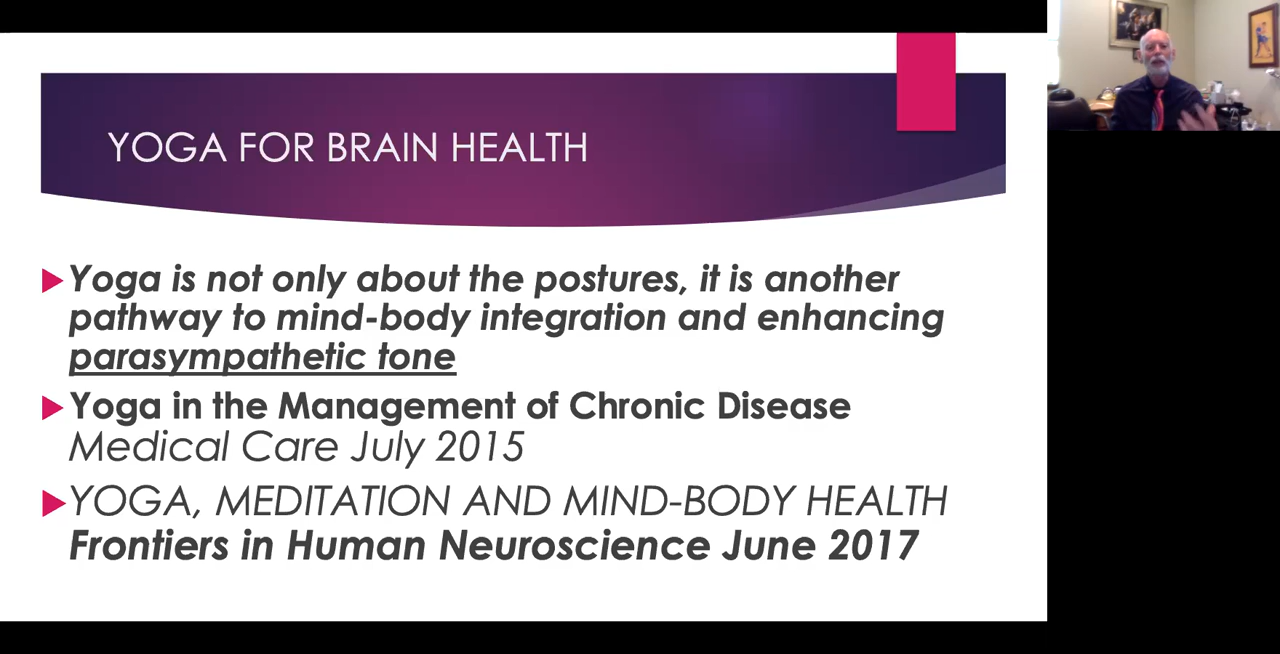 YOGA FOR BRAIN HEALTH
Yoga is not only about the postures, it is another
pathway to mind-body integration and enhancing
parasympathetic tone
Yoga in the Management of Chronic Disease
Medical Care July 2015
YOGA, MEDITATION AND MIND-BODY HEALTH
Frontiers in Human Neuroscience June 2017